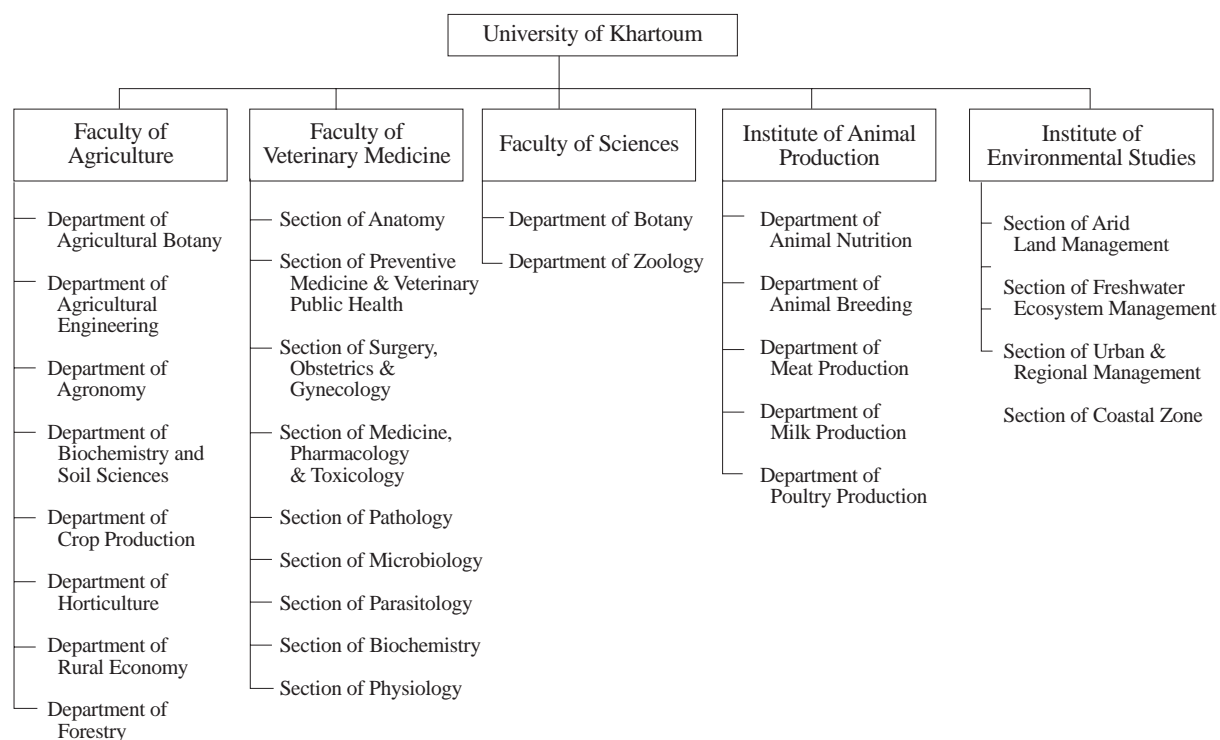 University of Khartoum
Faculty of
Agriculture
Department of
Agricultural Botany
Department of
Agricultural
Engineering
Department of
Agronomy
Department of
Biochemistry and
Soil Sciences
Department of
Crop Production
Department of
Horticulture
Department of
Rural Economy
Department of
Forestry
Faculty of
Veterinary Medicine
Section of Anatomy
Section of Preventive
Medicine & Veterinary
Public Health
Section of Surgery,
Obstetrics &
Gynecology
Section of Medicine,
Pharmacology
& Toxicology
Section of Pathology
Section of Microbiology
Section of Parasitology
Section of Biochemistry
Section of Physiology
Faculty of Sciences
Department of Botany
Department of Zoology
Institute of Animal
Production
Department of
Animal Nutrition
Department of
Animal Breeding
Department of
Meat Production
Department of
Milk Production
Department of
Poultry Production
Institute of
Environmental Studies
Section of Arid
Land Management
Section of Freshwater
Ecosystem Management
Section of Urban &
Regional Management
Section of Coastal Zone